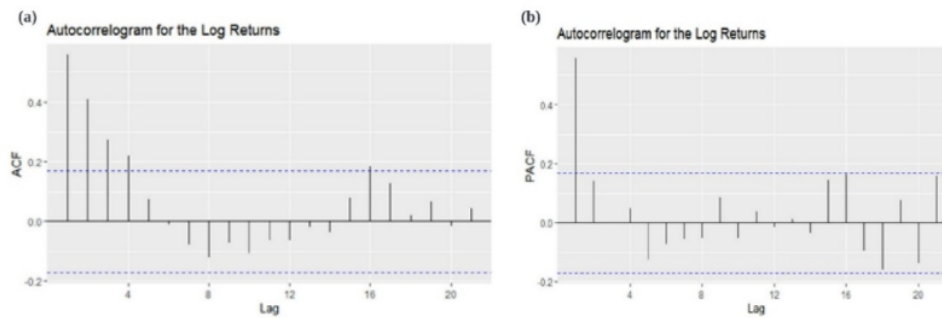 (a)
Autocorrelogram for the Log Returns
ACF
0.4-
0.2-
0.0-
-0.2-
4
8
12
16
20
Lag
(b)
Autocorrelogram for the Log Returns
PACF
0.4-
0.2-
0.0-
-0.2-
4
8
12
16
20
Lag